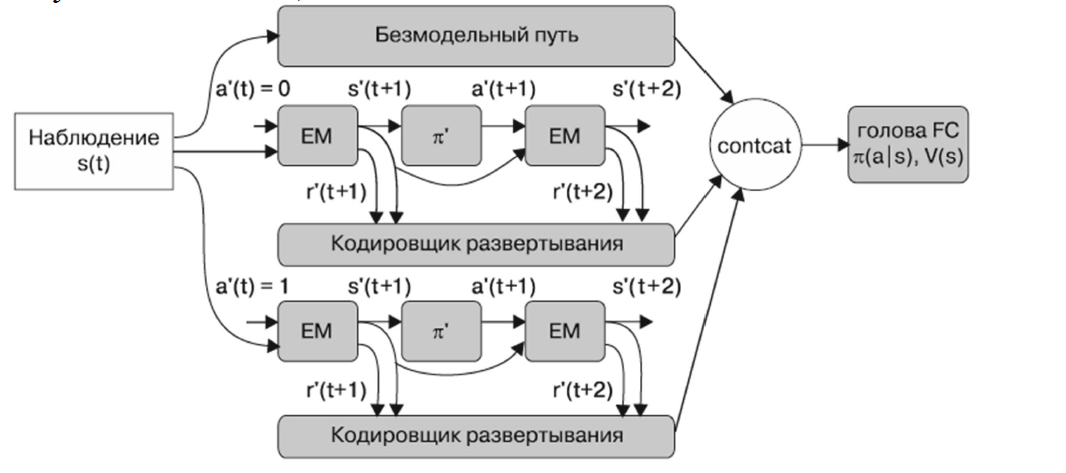 Безмодельный путь
a'(t) = 0 s'(t+1) a'(t+1) s'(t+2)
Наблюдение
s(t)
EM π' EM
contcat
голова FC
π(a|s), V(s)
r'(t+1) r'(t+2)
Кодировщик развертывания
a'(t) = 1 s'(t+1) a'(t+1) s'(t+2)
EM π' EM
r'(t+1) r'(t+2)
Кодировщик развертывания